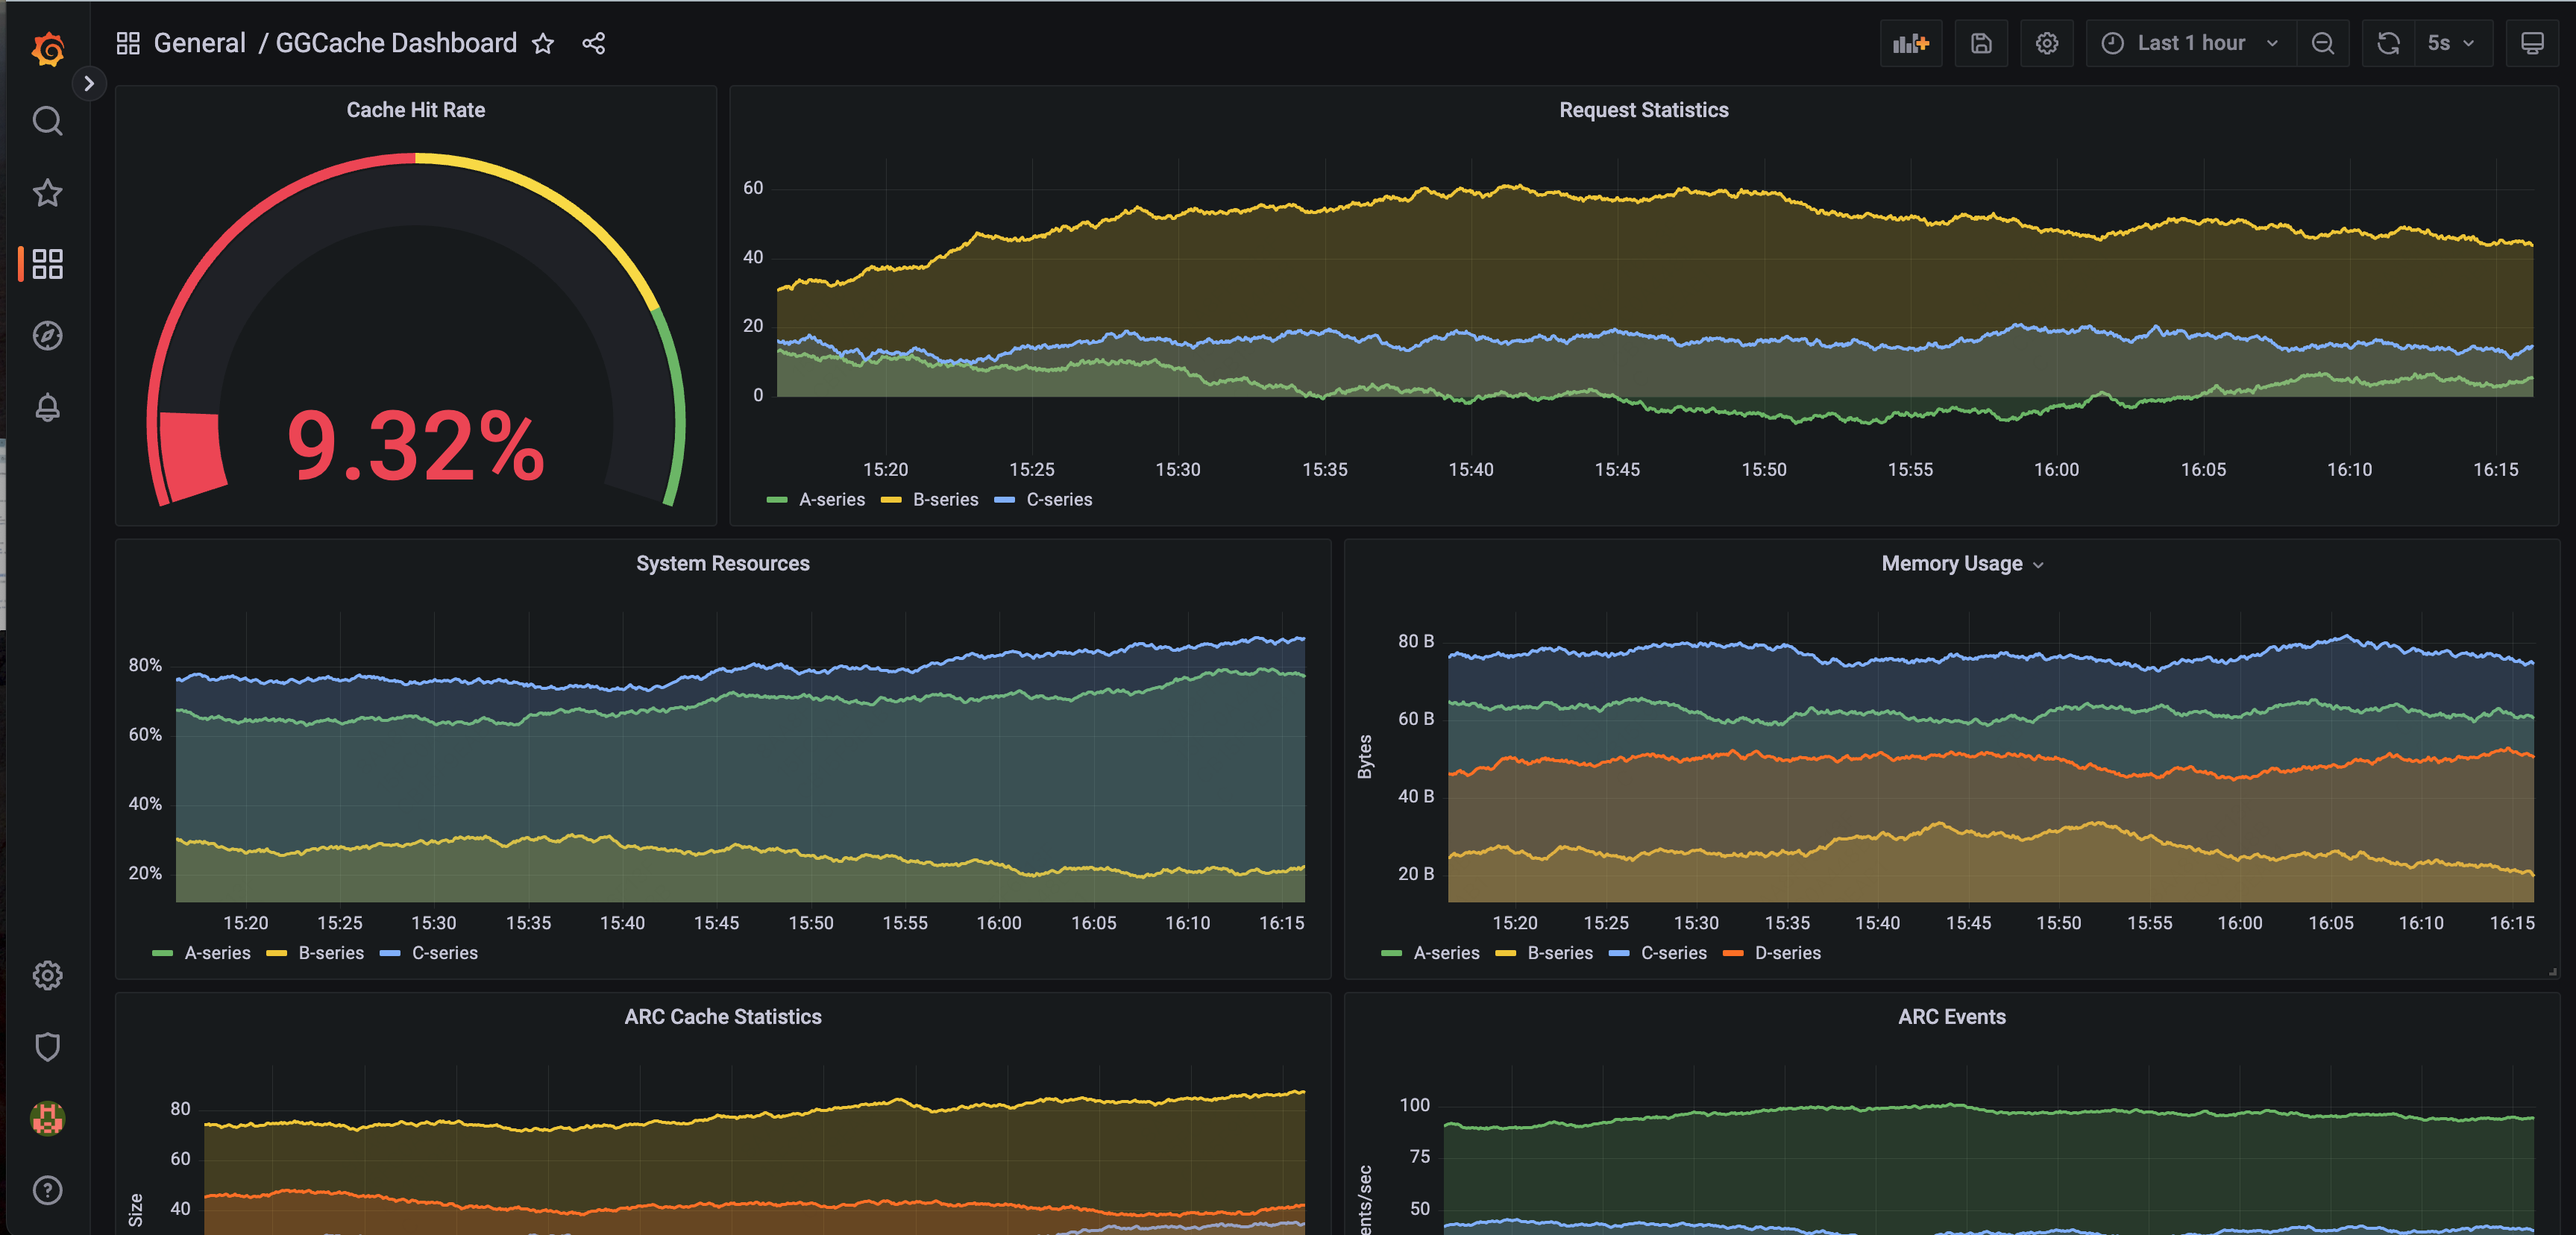 General / GGCache Dashboard
Last 1 hour
5s
Cache Hit Rate
9.32%
Request Statistics
60
40
20
0
15:20 15:25 15:30 15:35 15:40 15:45 15:50 15:55 16:00 16:05 16:10 16:15
A-series B-series C-series
System Resources
80%
60%
40%
20%
15:20 15:25 15:30 15:35 15:40 15:45 15:50 15:55 16:00 16:05 16:10 16:15
A-series B-series C-series
Memory Usage
Bytes
80 B
60 B
40 B
20 B
15:20 15:25 15:30 15:35 15:40 15:45 15:50 15:55 16:00 16:05 16:10 16:15
A-series B-series C-series D-series
ARC Cache Statistics
Size
80
60
40
ARC Events
ents/sec
100
75
50